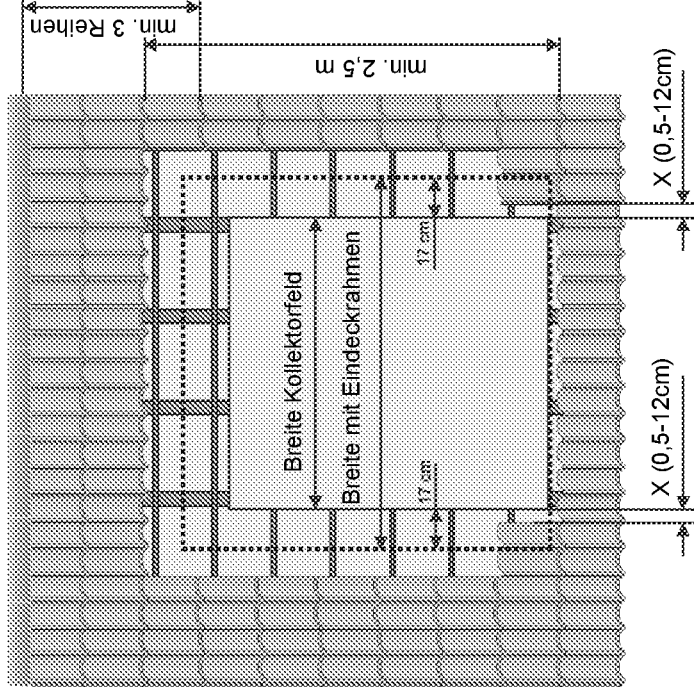 min. 3 Reihen
min. 2,5 m
Breite Kollektorfeld
Breite mit Eindeckrahmen
17 cm
17 cm
X (0,5-12cm)
X (0,5-12cm)